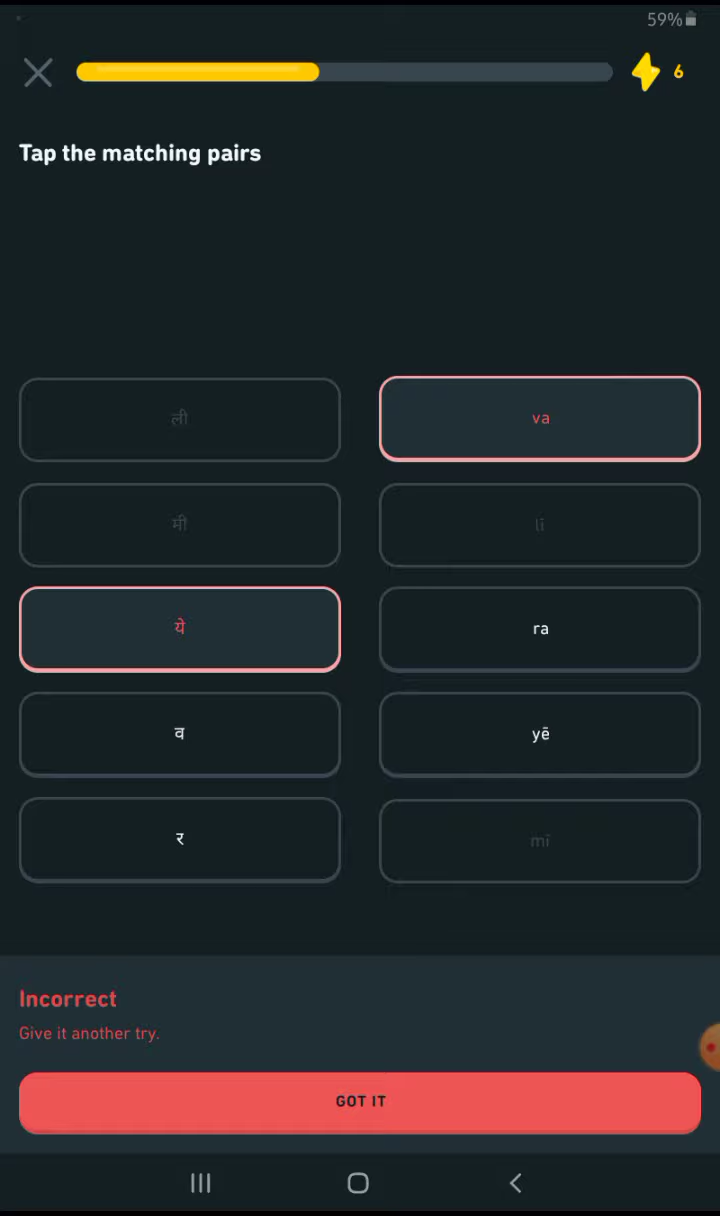 59%
6
Tap the matching pairs
ली
va
मी
lī
ये
ra
व
yē
र
mī
Incorrect
Give it another try.
GOT IT